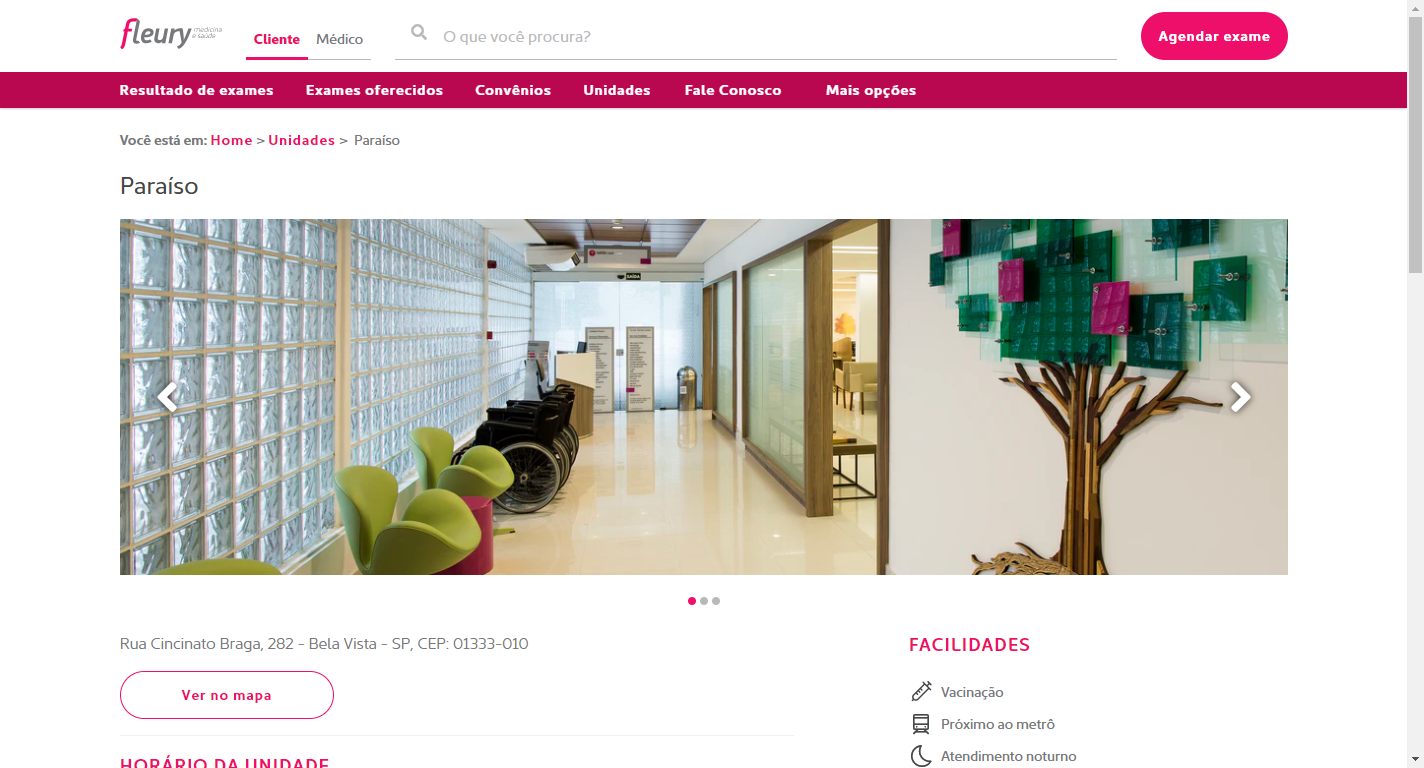 fleury medicina e saúde
Cliente Médico
O que você procura?
Agendar exame
Resultado de exames Exames oferecidos Convênios Unidades Fale Conosco Mais opções
Você está em: Home > Unidades > Paraíso
Paraíso
SAÍDA
Rua Cincinato Braga, 282 - Bela Vista - SP, CEP: 01333-010
Ver no mapa
HORÁRIO DA UNIDADE
FACILIDADES
Vacinação
Próximo ao metrô
Atendimento noturno